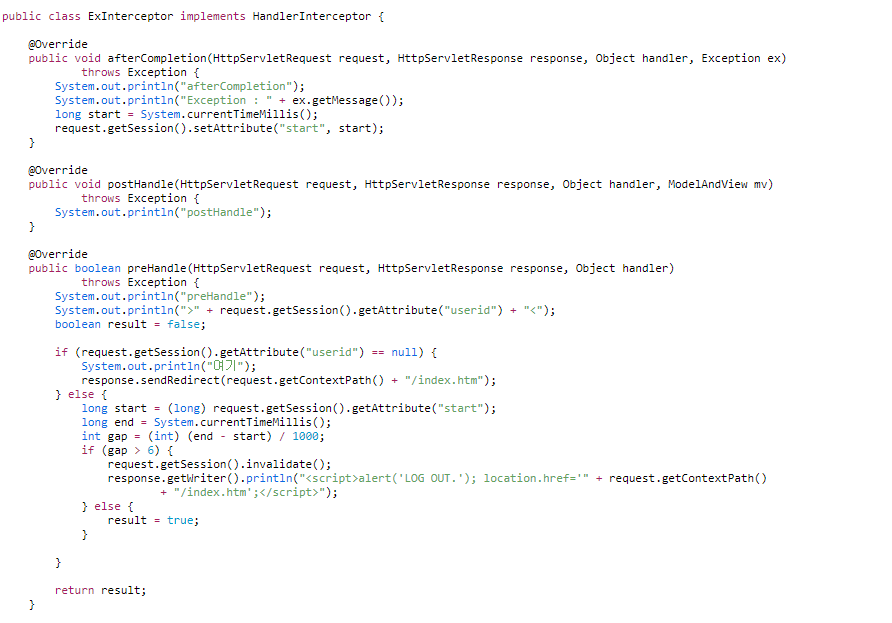 public class ExInterceptor implements HandlerInterceptor {
@Override
public void afterCompletion(HttpServletRequest request, HttpServletResponse response, Object handler, Exception ex)
throws Exception {
System.out.println("afterCompletion");
System.out.println("Exception : " + ex.getMessage());
long start = System.currentTimeMillis();
request.getSession().setAttribute("start", start);
}
@Override
public void postHandle(HttpServletRequest request, HttpServletResponse response, Object handler, ModelAndView mv)
throws Exception {
System.out.println("postHandle");
}
@Override
public boolean preHandle(HttpServletRequest request, HttpServletResponse response, Object handler)
throws Exception {
System.out.println("preHandle");
System.out.println(">" + request.getSession().getAttribute("userid") + "<");
boolean result = false;
if (request.getSession().getAttribute("userid") == null) {
System.out.println("여기");
response.sendRedirect(request.getContextPath() + "/index.htm");
} else {
long start = (long) request.getSession().getAttribute("start");
long end = System.currentTimeMillis();
int gap = (int) (end - start) / 1000;
if (gap > 6) {
request.getSession().invalidate();
response.getWriter().println("<script>alert('LOG OUT.'); location.href='" + request.getContextPath()
+ "/index.htm';</script>");
} else {
result = true;
}
}
return result;
}